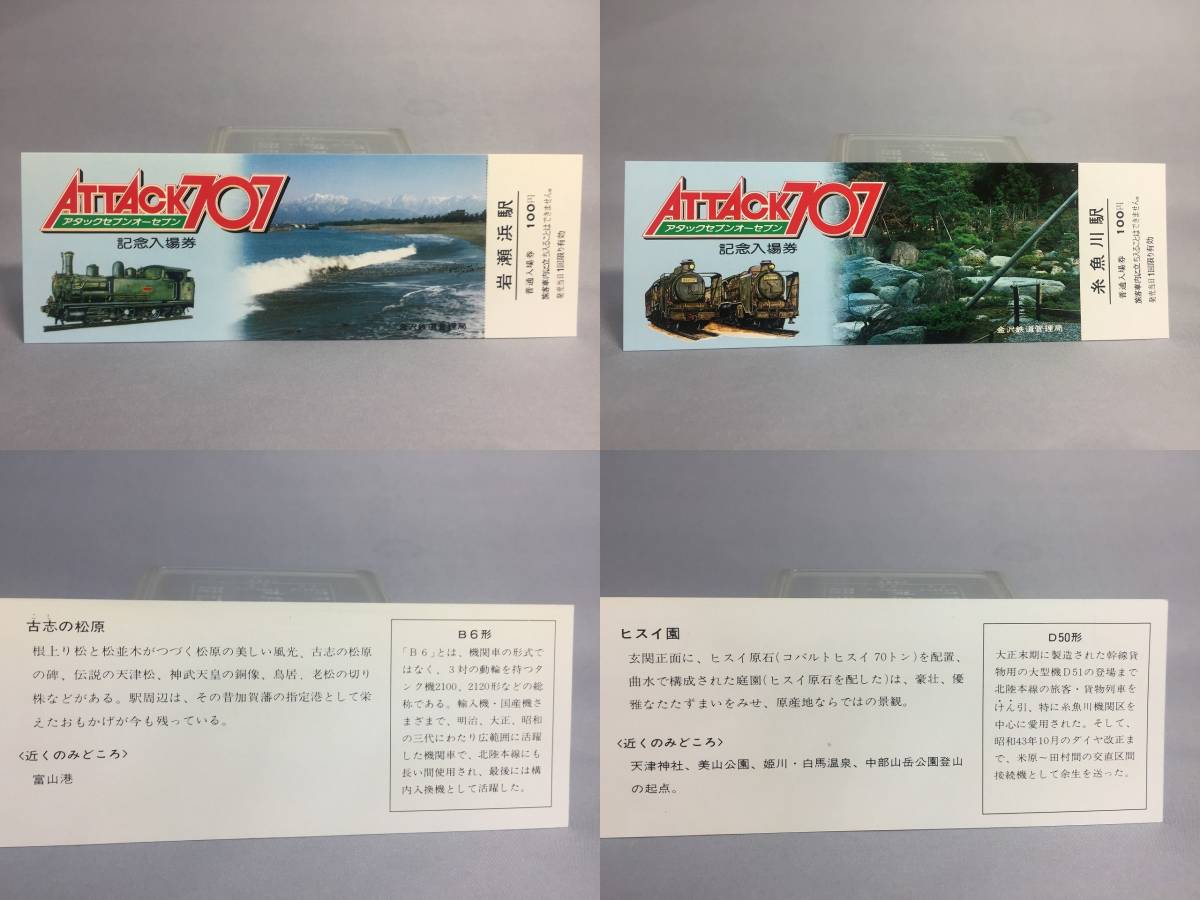 ATTACK 707
アタックセブンオーセブン
記念入場券
金沢鉄道管理局
岩瀬浜駅
普通入場券 100円
旅客車内に立ち入ることはできません。
発売当日1回限り有効
ATTACK 707
アタックセブンオーセブン
記念入場券
金沢鉄道管理局
糸魚川駅
普通入場券 100円
旅客車内に立ち入ることはできません。
発売当日1回限り有効
古志の松原
根上り松と松並木がつづく松原の美しい風光、古志の松原
の碑、伝説の天津松、神武天皇の銅像、鳥居、老松の切り
株などがある。駅周辺は、その昔加賀藩の指定港として栄
えたおもかげが今も残っている。
〈近くのみどころ〉
富山港
B6形
「B6」とは、機関車の形式で
はなく、3対の動輪を持つタ
ンク機2100、2120形などの総
称である。輸入機・国産機さ
まざまで、明治、大正、昭和
の三代にわたり広範囲に活躍
した機関車で、北陸本線にも
長い間使用され、最後には構
内入換機として活躍した。
ヒスイ園
玄関正面に、ヒスイ原石(コバルトヒスイ70トン)を配置、
曲水で構成された庭園(ヒスイ原石を配した)は、豪壮、優
雅なたたずまいをみせ、原産地ならではの景観。
〈近くのみどころ〉
天津神社、美山公園、姫川・白馬温泉、中部山岳公園登山
の起点。
D50形
大正末期に製造された幹線貨
物用の大型機D51の登場まで
北陸本線の旅客・貨物列車を
けん引、特に糸魚川機関区を
中心に愛用された。そして、
昭和43年10月のダイヤ改正ま
で、米原〜田村間の交直区間
接続機として余生を送った。